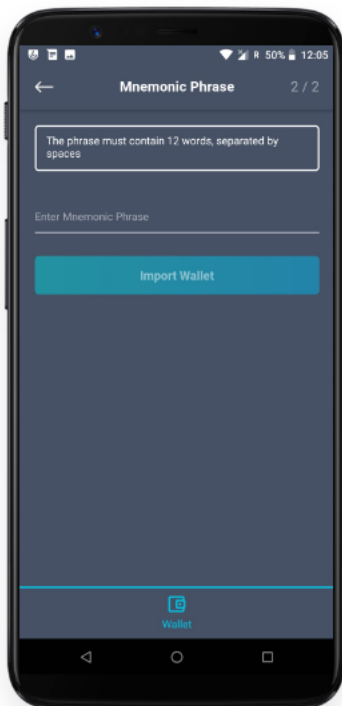 R 50% 12:05
Mnemonic Phrase 2 / 2
The phrase must contain 12 words, separated by
spaces
Enter Mnemonic Phrase
Import Wallet
Wallet